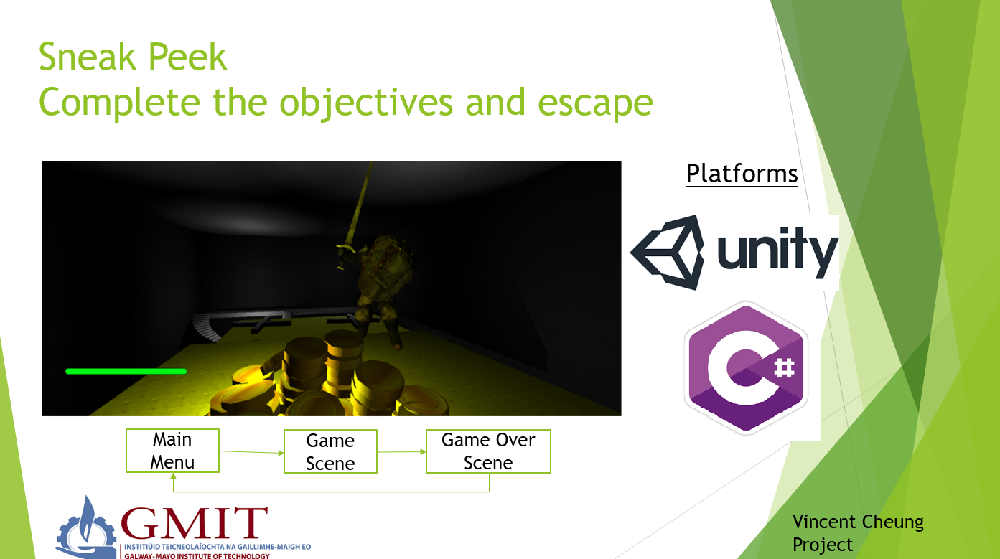 Sneak Peek
Complete the objectives and escape
Platforms
unity
C#
Main
Menu
Game
Scene
Game Over
Scene
GMIT
INSTITIÚID TEICNEOLAÍOCHTA NA GAILLIMHE-MAIGH EO
GALWAY-MAYO INSTITUTE OF TECHNOLOGY
Vincent Cheung
Project